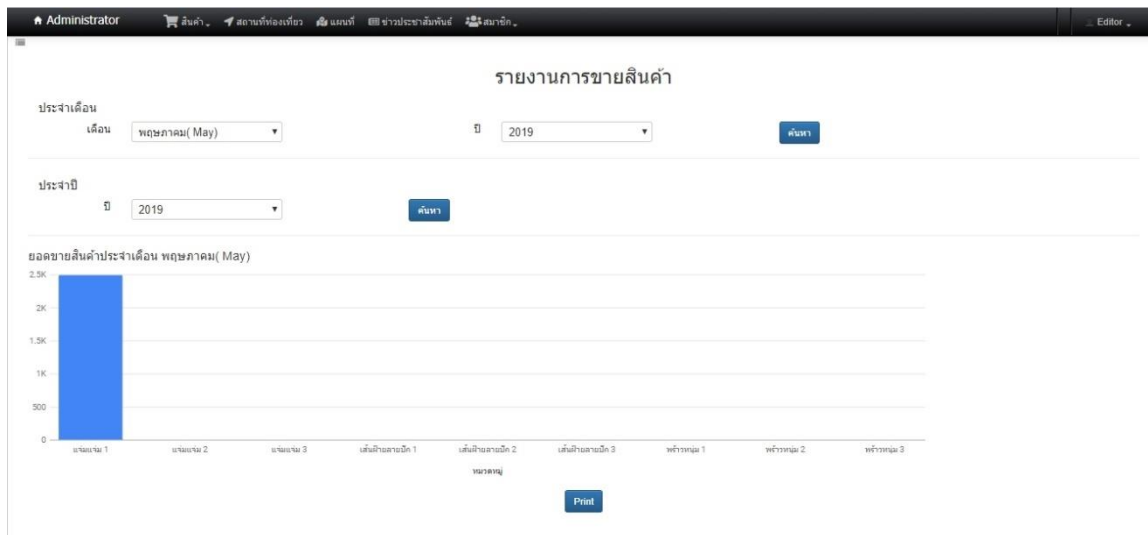 Administrator สินค้า สถานที่ท่องเที่ยว แผนที่ ข่าวประชาสัมพันธ์ สมาชิก Editor
รายงานการขายสินค้า
ประจำเดือน
เดือน พฤษภาคม( May) ปี 2019 ค้นหา
ประจำปี
ปี 2019 ค้นหา
ยอดขายสินค้าประจำเดือน พฤษภาคม( May)
2.5K
2K
1.5K
1K
500
0
แจ่มแจ่ม 1 แจ่มแจ่ม 2 แจ่มแจ่ม 3 เส้นฝ้ายลายปัก 1 เส้นฝ้ายลายปัก 2 เส้นฝ้ายลายปัก 3 พร้าวหนุ่ม 1 พร้าวหนุ่ม 2 พร้าวหนุ่ม 3
หมวดหมู่
Print